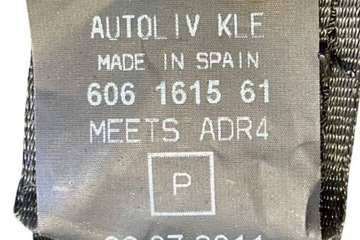 AUTOLIV KLE
MADE IN SPAIN
606 1615 61
MEETS ADR4
P